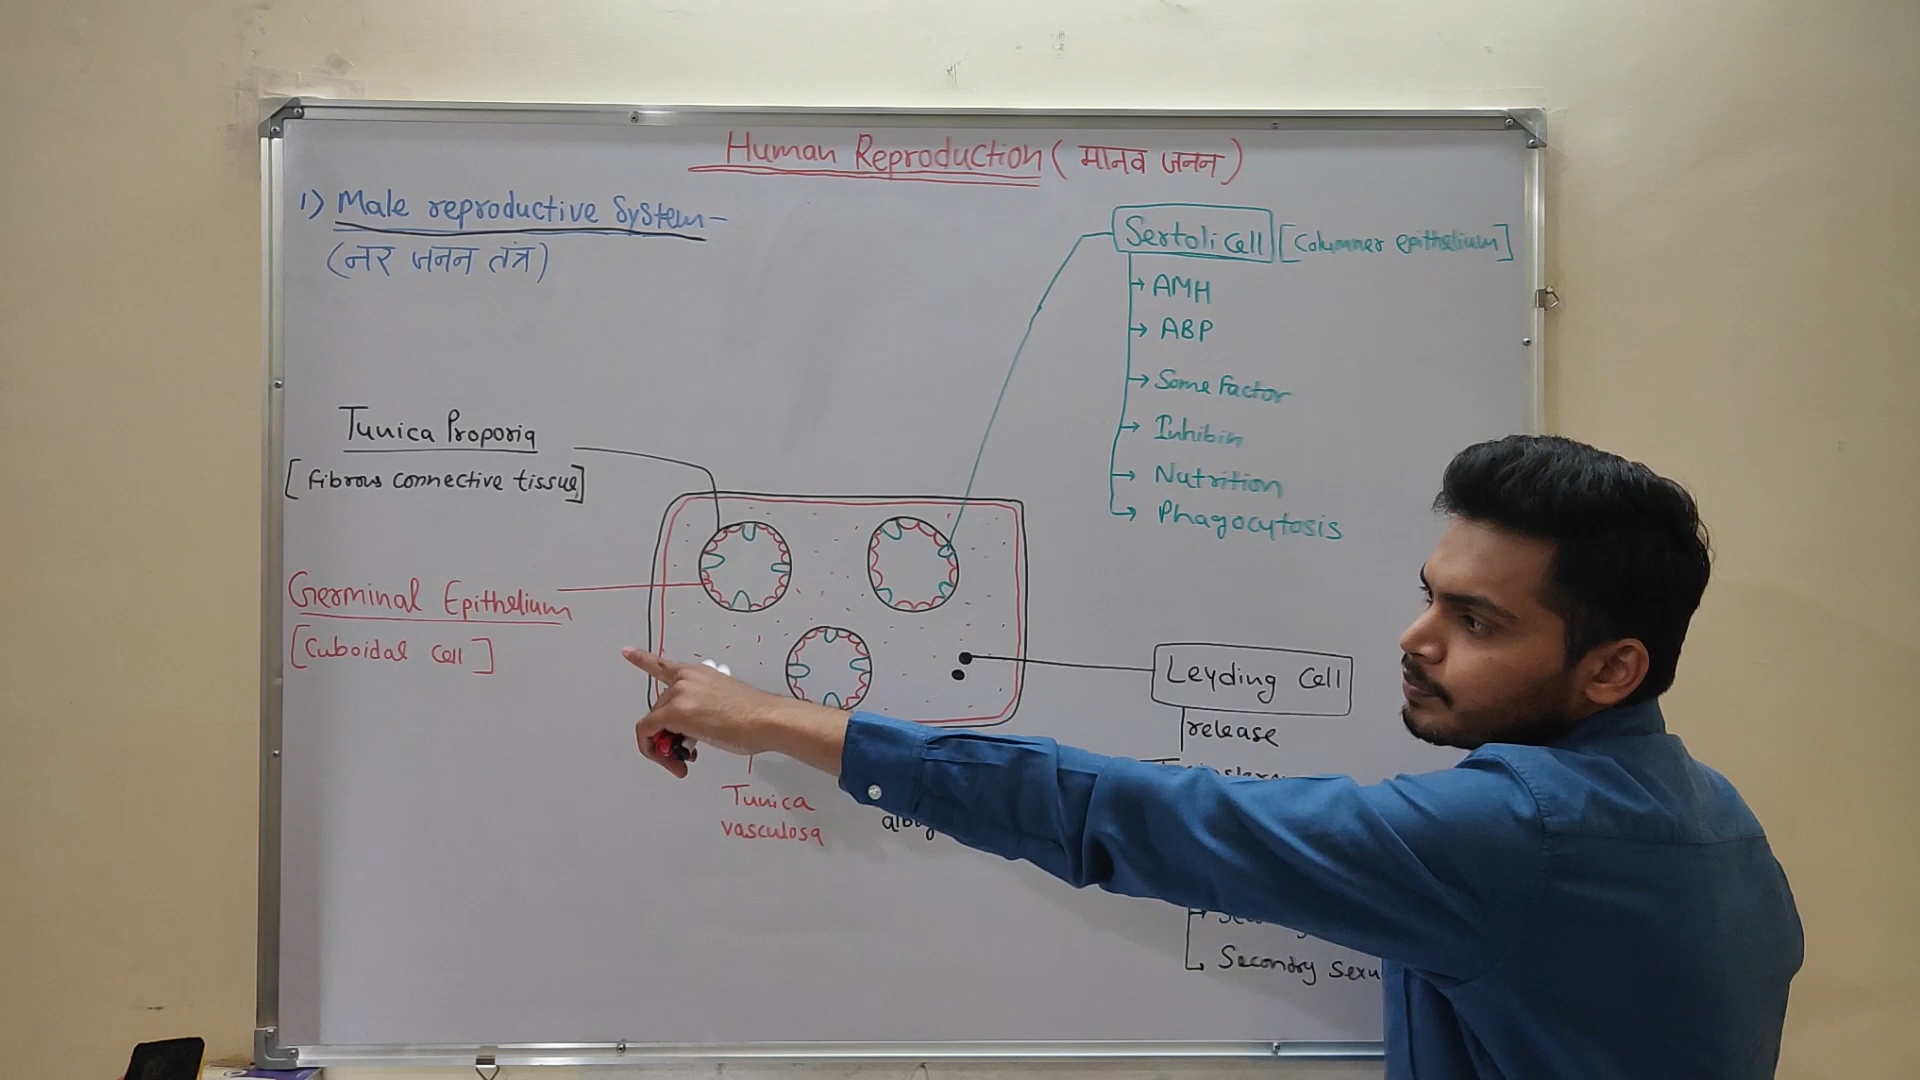 Human Reproduction (मानव जनन)
1) Male reproductive System-
(नर जनन तंत्र)
Sertoli Cell [Columner epithelium]
→ AMH
→ ABP
→ Some Factor
→ Inhibin
→ Nutrition
→ Phagocytosis
Tunica Proporia
[Fibrous connective tissue]
Germinal Epithelium
[Cuboidal Cell]
Leyding Cell
release
Tunica
vasculosa
Secondry